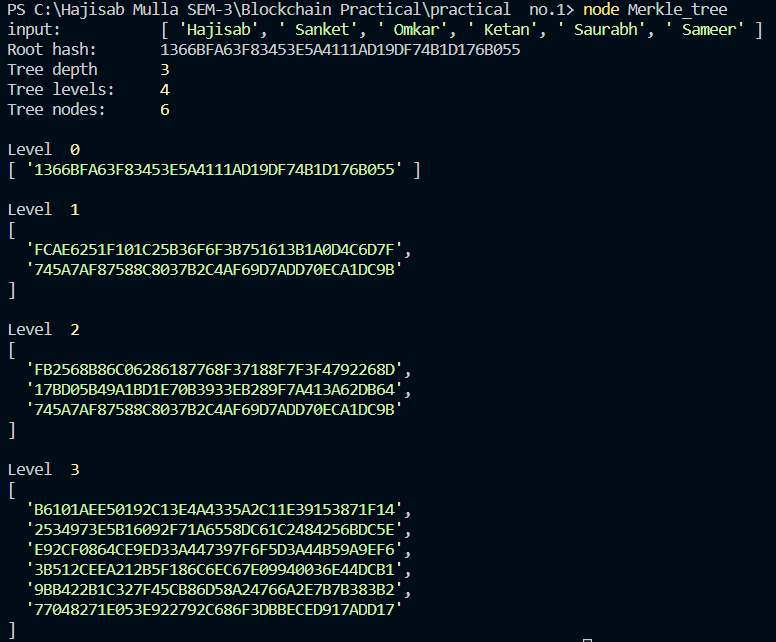 PS C:\Hajisab Mulla SEM-3\Blockchain Practical\practical  no.1> node Merkle_tree
input:          [ 'Hajisab', ' Sanket', ' Omkar', ' Ketan', ' Saurabh', ' Sameer' ]
Root hash:      1366BFA63F83453E5A4111AD19DF74B1D176B055
Tree depth      3
Tree levels:    4
Tree nodes:     6
Level  0
[ '1366BFA63F83453E5A4111AD19DF74B1D176B055' ]
Level  1
[
  'FCAE6251F101C25B36F6F3B751613B1A0D4C6D7F',
  '745A7AF87588C8037B2C4AF69D7ADD70ECA1DC9B'
]
Level  2
[
  'FB2568B86C06286187768F37188F7F3F4792268D',
  '17BD05B49A1BD1E70B3933EB289F7A413A62DB64',
  '745A7AF87588C8037B2C4AF69D7ADD70ECA1DC9B'
]
Level  3
[
  'B6101AEE50192C13E4A4335A2C11E39153871F14',
  '2534973E5B16092F71A6558DC61C2484256BDC5E',
  'E92CF0864CE9ED33A447397F6F5D3A44B59A9EF6',
  '3B512CEEA212B5F186C6EC67E09940036E44DCB1',
  '9BB422B1C327F45CB86D58A24766A2E7B7B383B2',
  '77048271E053E922792C686F3DBBECED917ADD17'
]